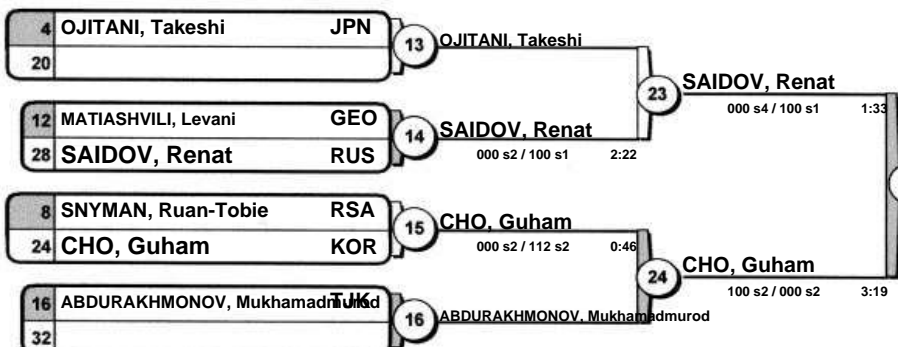 4 OJITANI, Takeshi JPN
20
13 OJITANI, Takeshi
12 MATIASHVILI, Levani GEO
28 SAIDOV, Renat RUS
14 SAIDOV, Renat
000 s2 / 100 s1 2:22
23 SAIDOV, Renat
000 s4 / 100 s1 1:33
8 SNYMAN, Ruan-Tobie RSA
24 CHO, Guham KOR
15 CHO, Guham
000 s2 / 112 s2 0:46
16 ABDURAKHMONOV, Mukhamadmurod TJK
32
16 ABDURAKHMONOV, Mukhamadmurod
24 CHO, Guham
100 s2 / 000 s2 3:19